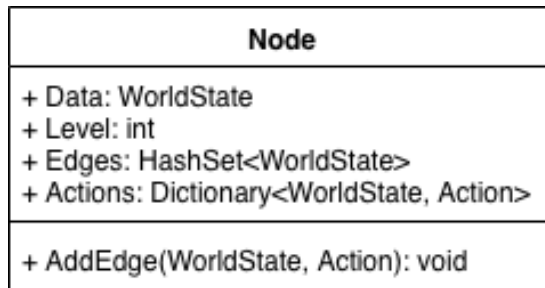 Node
+ Data: WorldState
+ Level: int
+ Edges: HashSet<WorldState>
+ Actions: Dictionary<WorldState, Action>
+ AddEdge(WorldState, Action): void